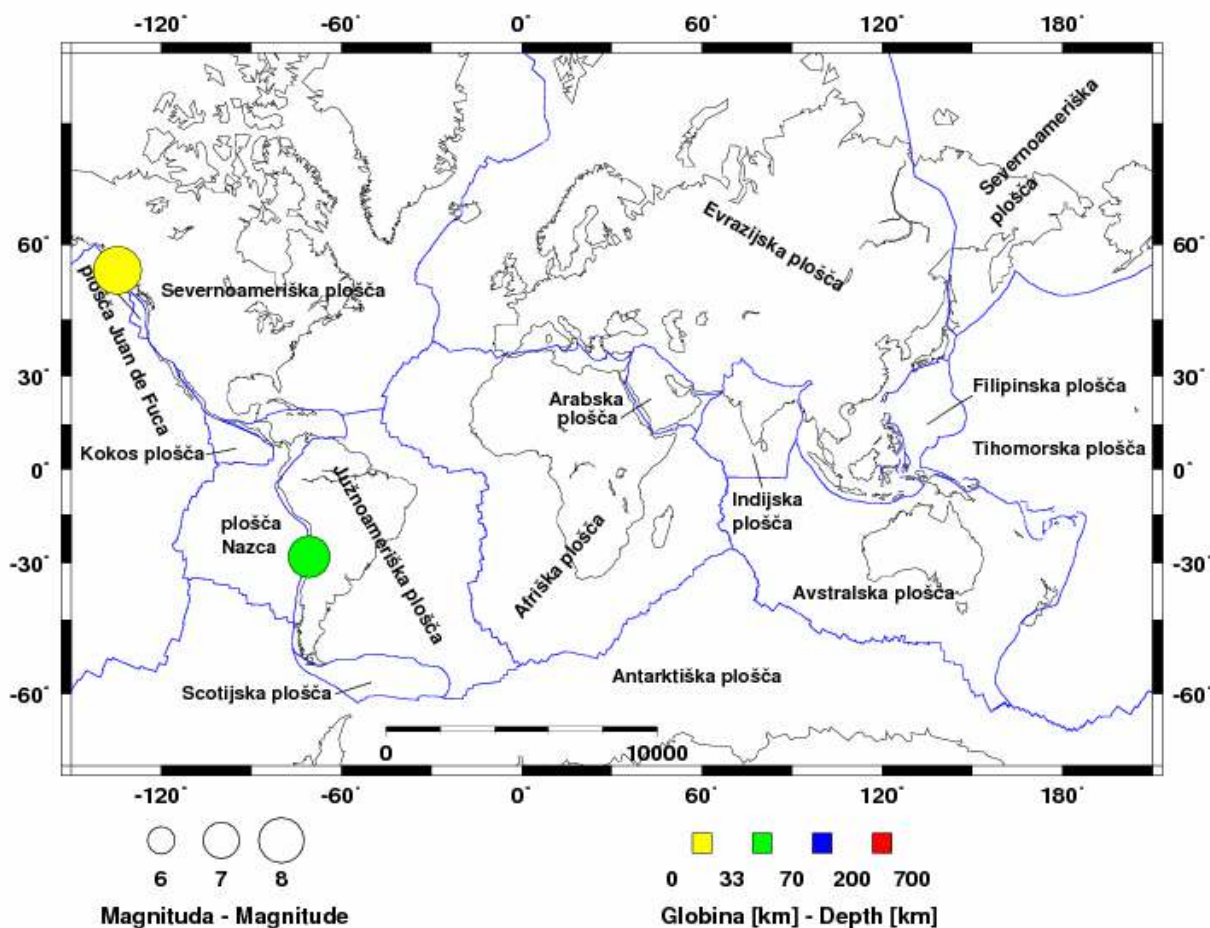 -120° -60° 0° 60° 120° 180°
Severnoameriška
plošča
Evrazijska plošča
60° 60°
Severnoameriška plošča
plošča Juan de Fuca
30° 30°
Arabska
plošča
Filipinska plošča
Kokos plošča
Tihomorska plošča
0° 0°
Južnoameriška plošča
Indijska
plošča
plošča
Nazca
Afriška plošča
-30° -30°
Avstralska plošča
Antarktiška plošča
Scotijska plošča
-60° -60°
0 10000
-120° -60° 0° 60° 120° 180°
6 7 8
0 33 70 200 700
Magnituda - Magnitude
Globina [km] - Depth [km]